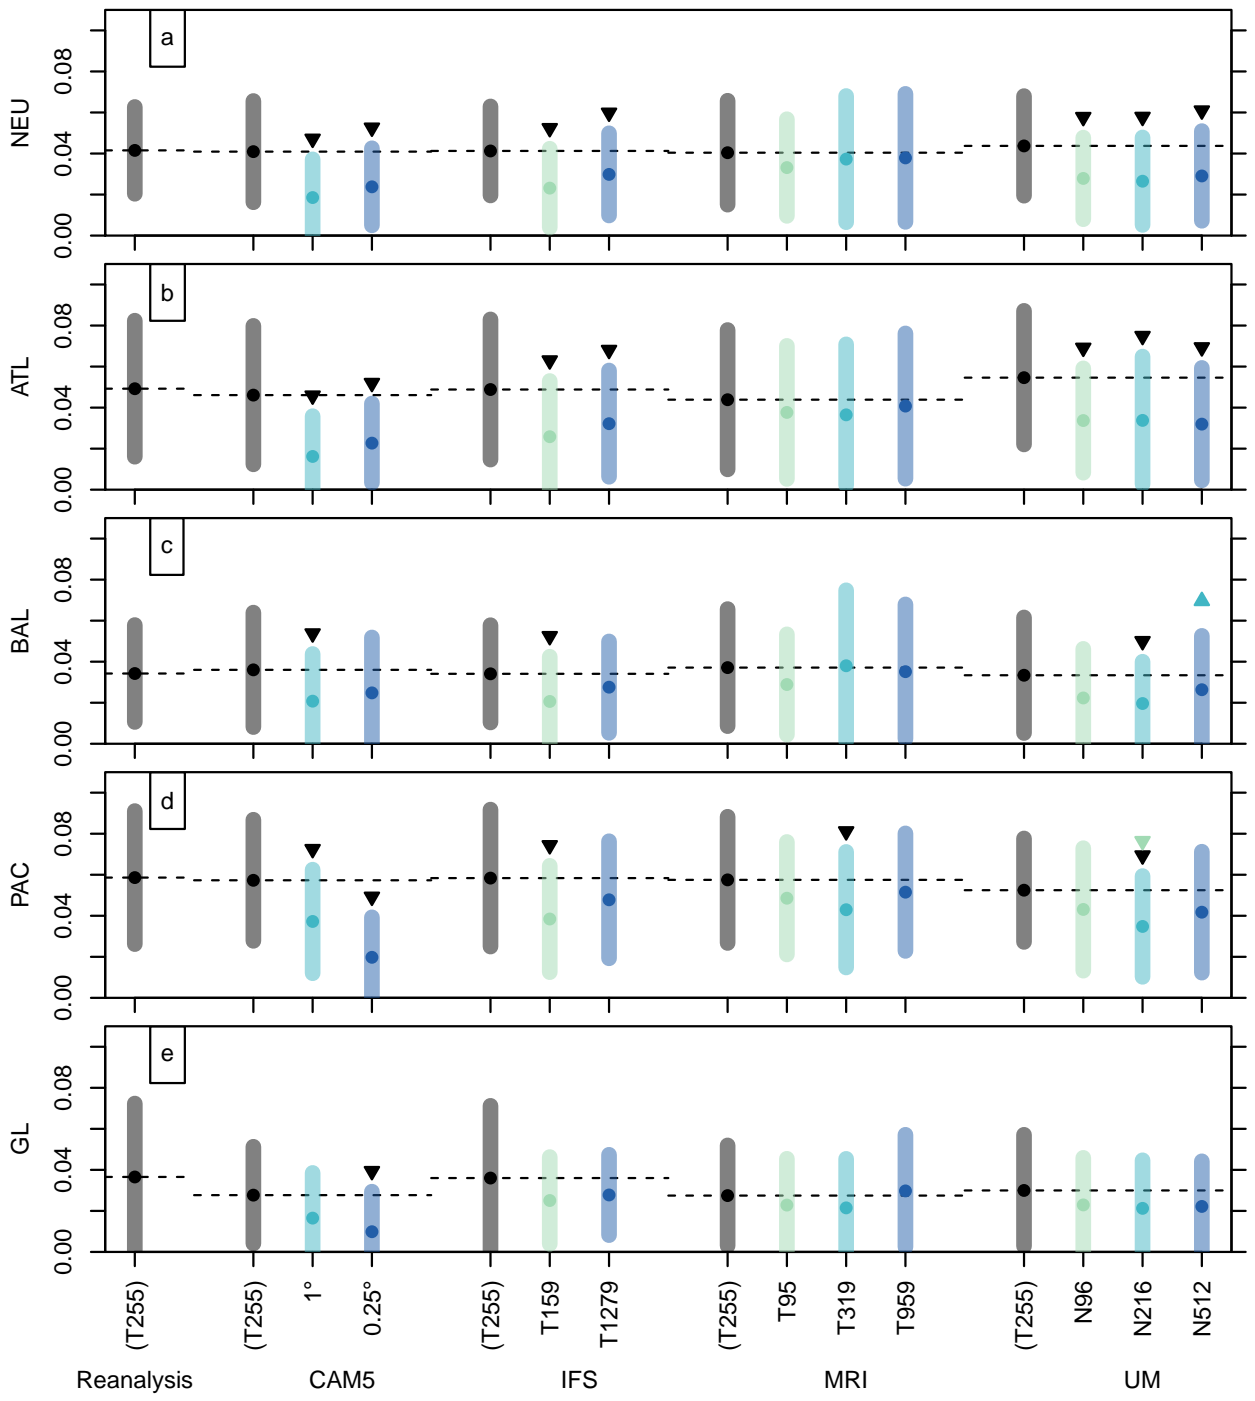 a
NEU
0.00 0.04 0.08
b
ATL
0.00 0.04 0.08
c
BAL
0.00 0.04 0.08
d
PAC
0.00 0.04 0.08
e
GL
0.00 0.04 0.08
(T255) (T255) 1° 0.25° (T255) T159 T1279 (T255) T95 T319 T959 (T255) N96 N216 N512
Reanalysis CAM5 IFS MRI UM